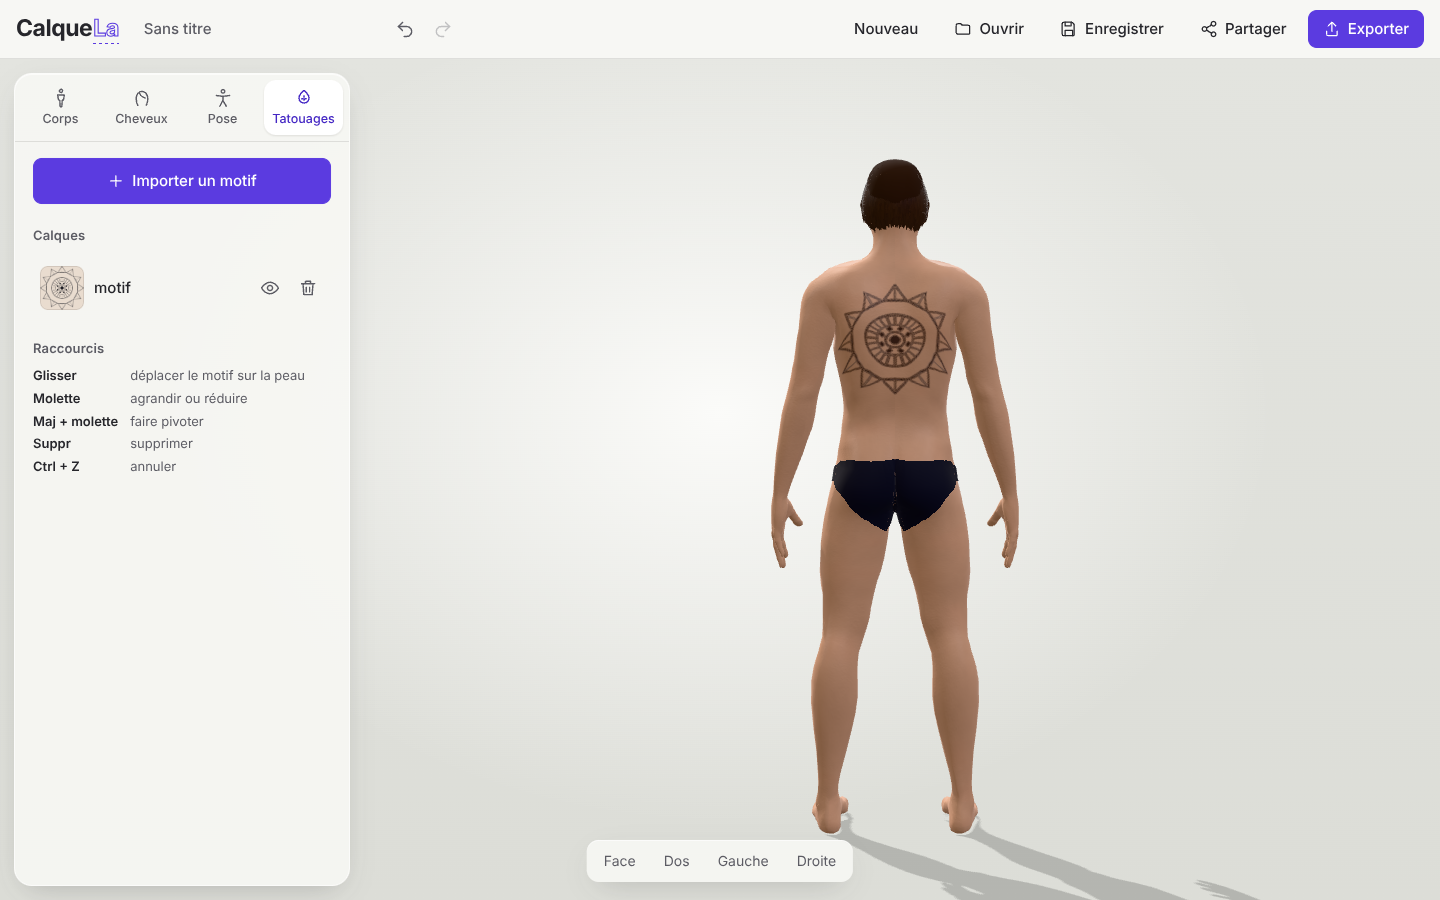 CalqueLa
Sans titre
Nouveau
Ouvrir
Enregistrer
Partager
Exporter
Corps
Cheveux
Pose
Tatouages
Importer un motif
Calques
motif
Raccourcis
Glisser déplacer le motif sur la peau
Molette agrandir ou réduire
Maj + molette faire pivoter
Suppr supprimer
Ctrl + Z annuler
Face
Dos
Gauche
Droite